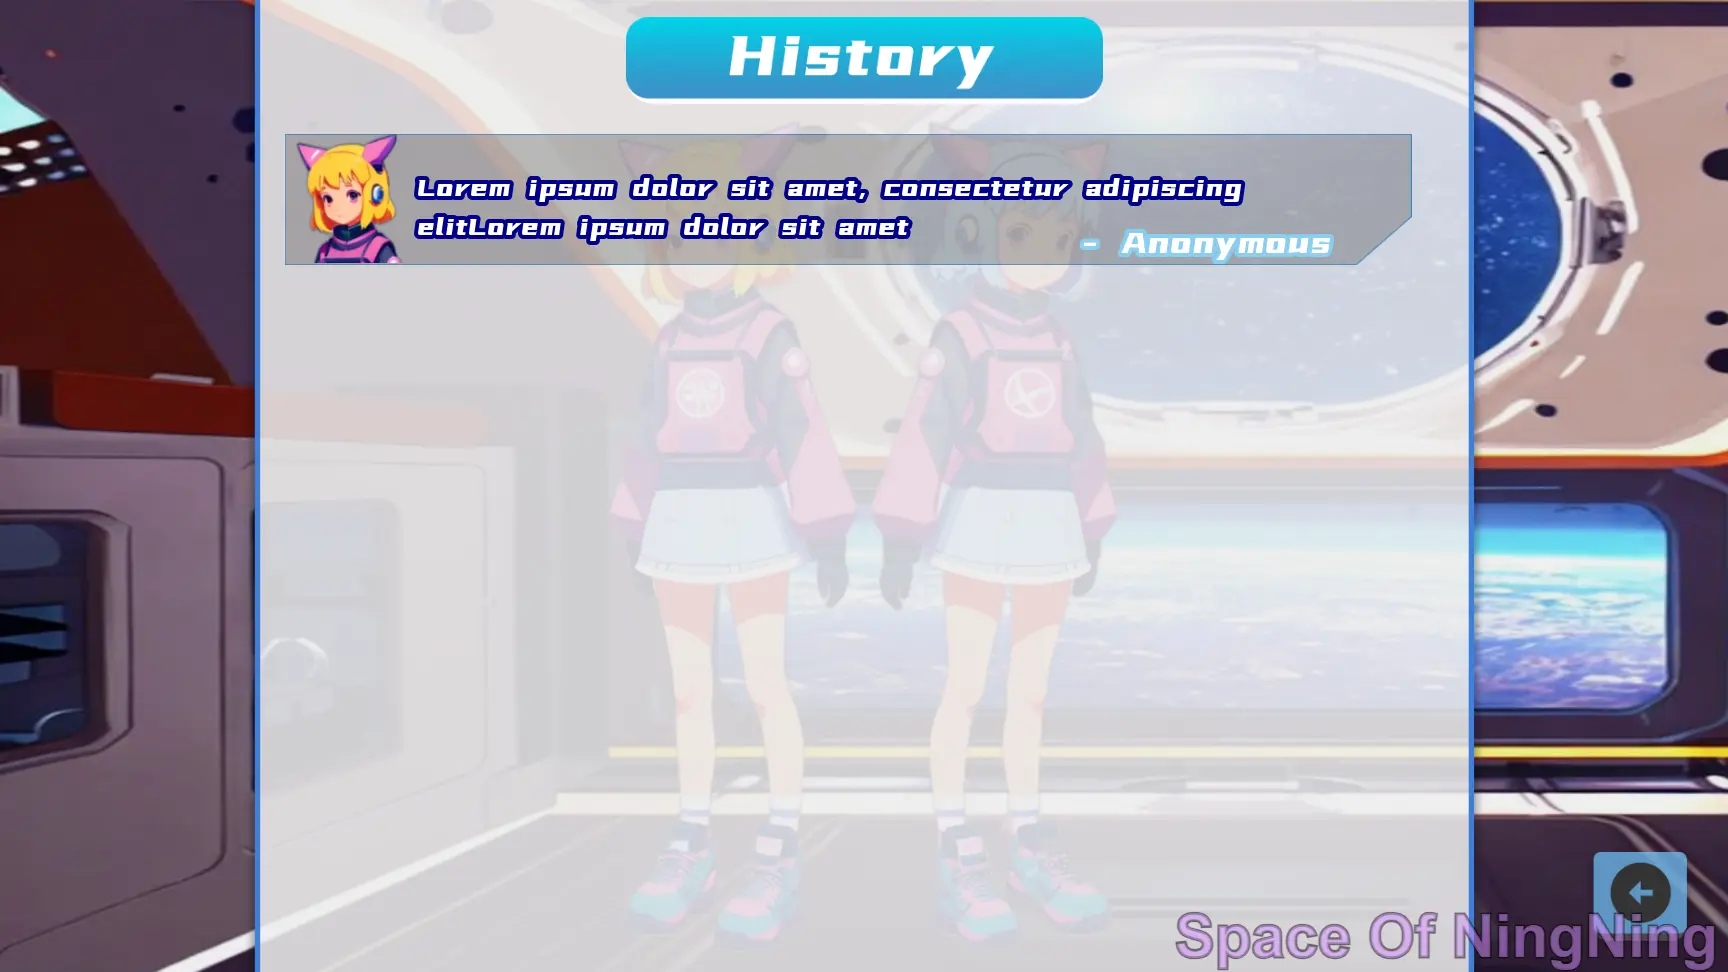 History
Lorem ipsum dolor sit amet, consectetur adipiscing
elitLorem ipsum dolor sit amet
- Anonymous
Space Of NingNing